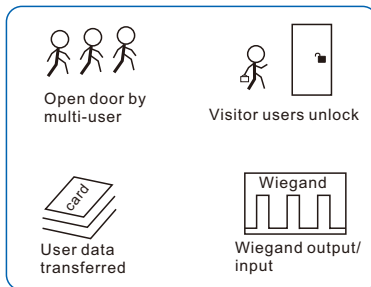 Open door by
multi-user
Visitor users unlock
card
User data
transferred
Wiegand
Wiegand output/
input